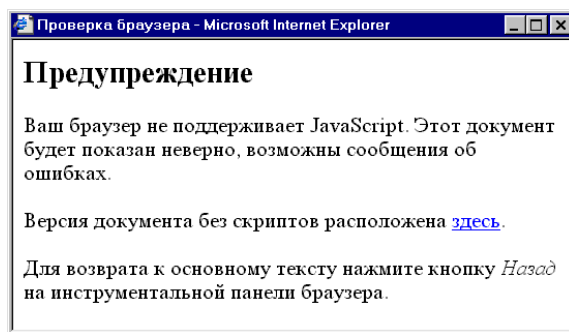 Проверка браузера - Microsoft Internet Explorer
Предупреждение
Ваш браузер не поддерживает JavaScript. Этот документ
будет показан неверно, возможны сообщения об
ошибках.
Версия документа без скриптов расположена здесь.
Для возврата к основному тексту нажмите кнопку Назад
на инструментальной панели браузера.